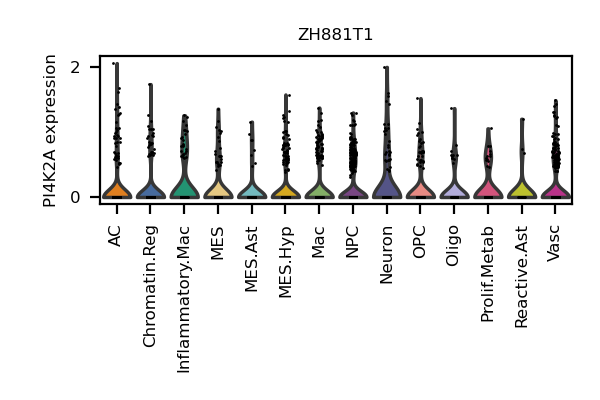 ZH881T1
PI4K2A expression
2
0
AC
Chromatin.Reg
Inflammatory.Mac
MES
MES.Ast
MES.Hyp
Mac
NPC
Neuron
OPC
Oligo
Prolif.Metab
Reactive.Ast
Vasc